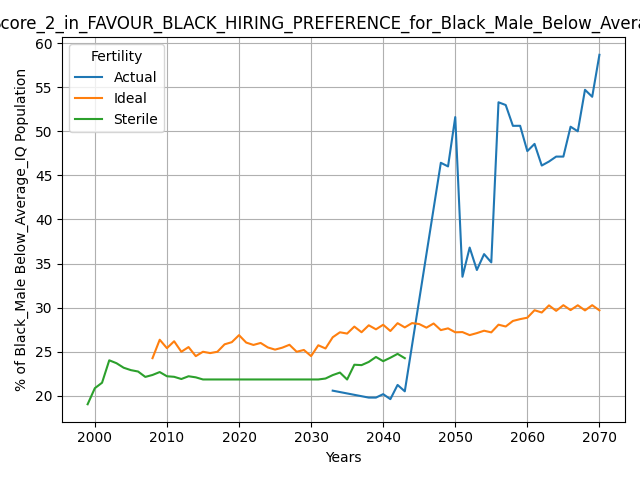 core_2_in_FAVOUR_BLACK_HIRING_PREFERENCE_for_Black_Male_Below_Avera
Fertility
Actual
Ideal
Sterile
% of Black_Male Below_Average_IQ Population
60
55
50
45
40
35
30
25
20
2000 2010 2020 2030 2040 2050 2060 2070
Years